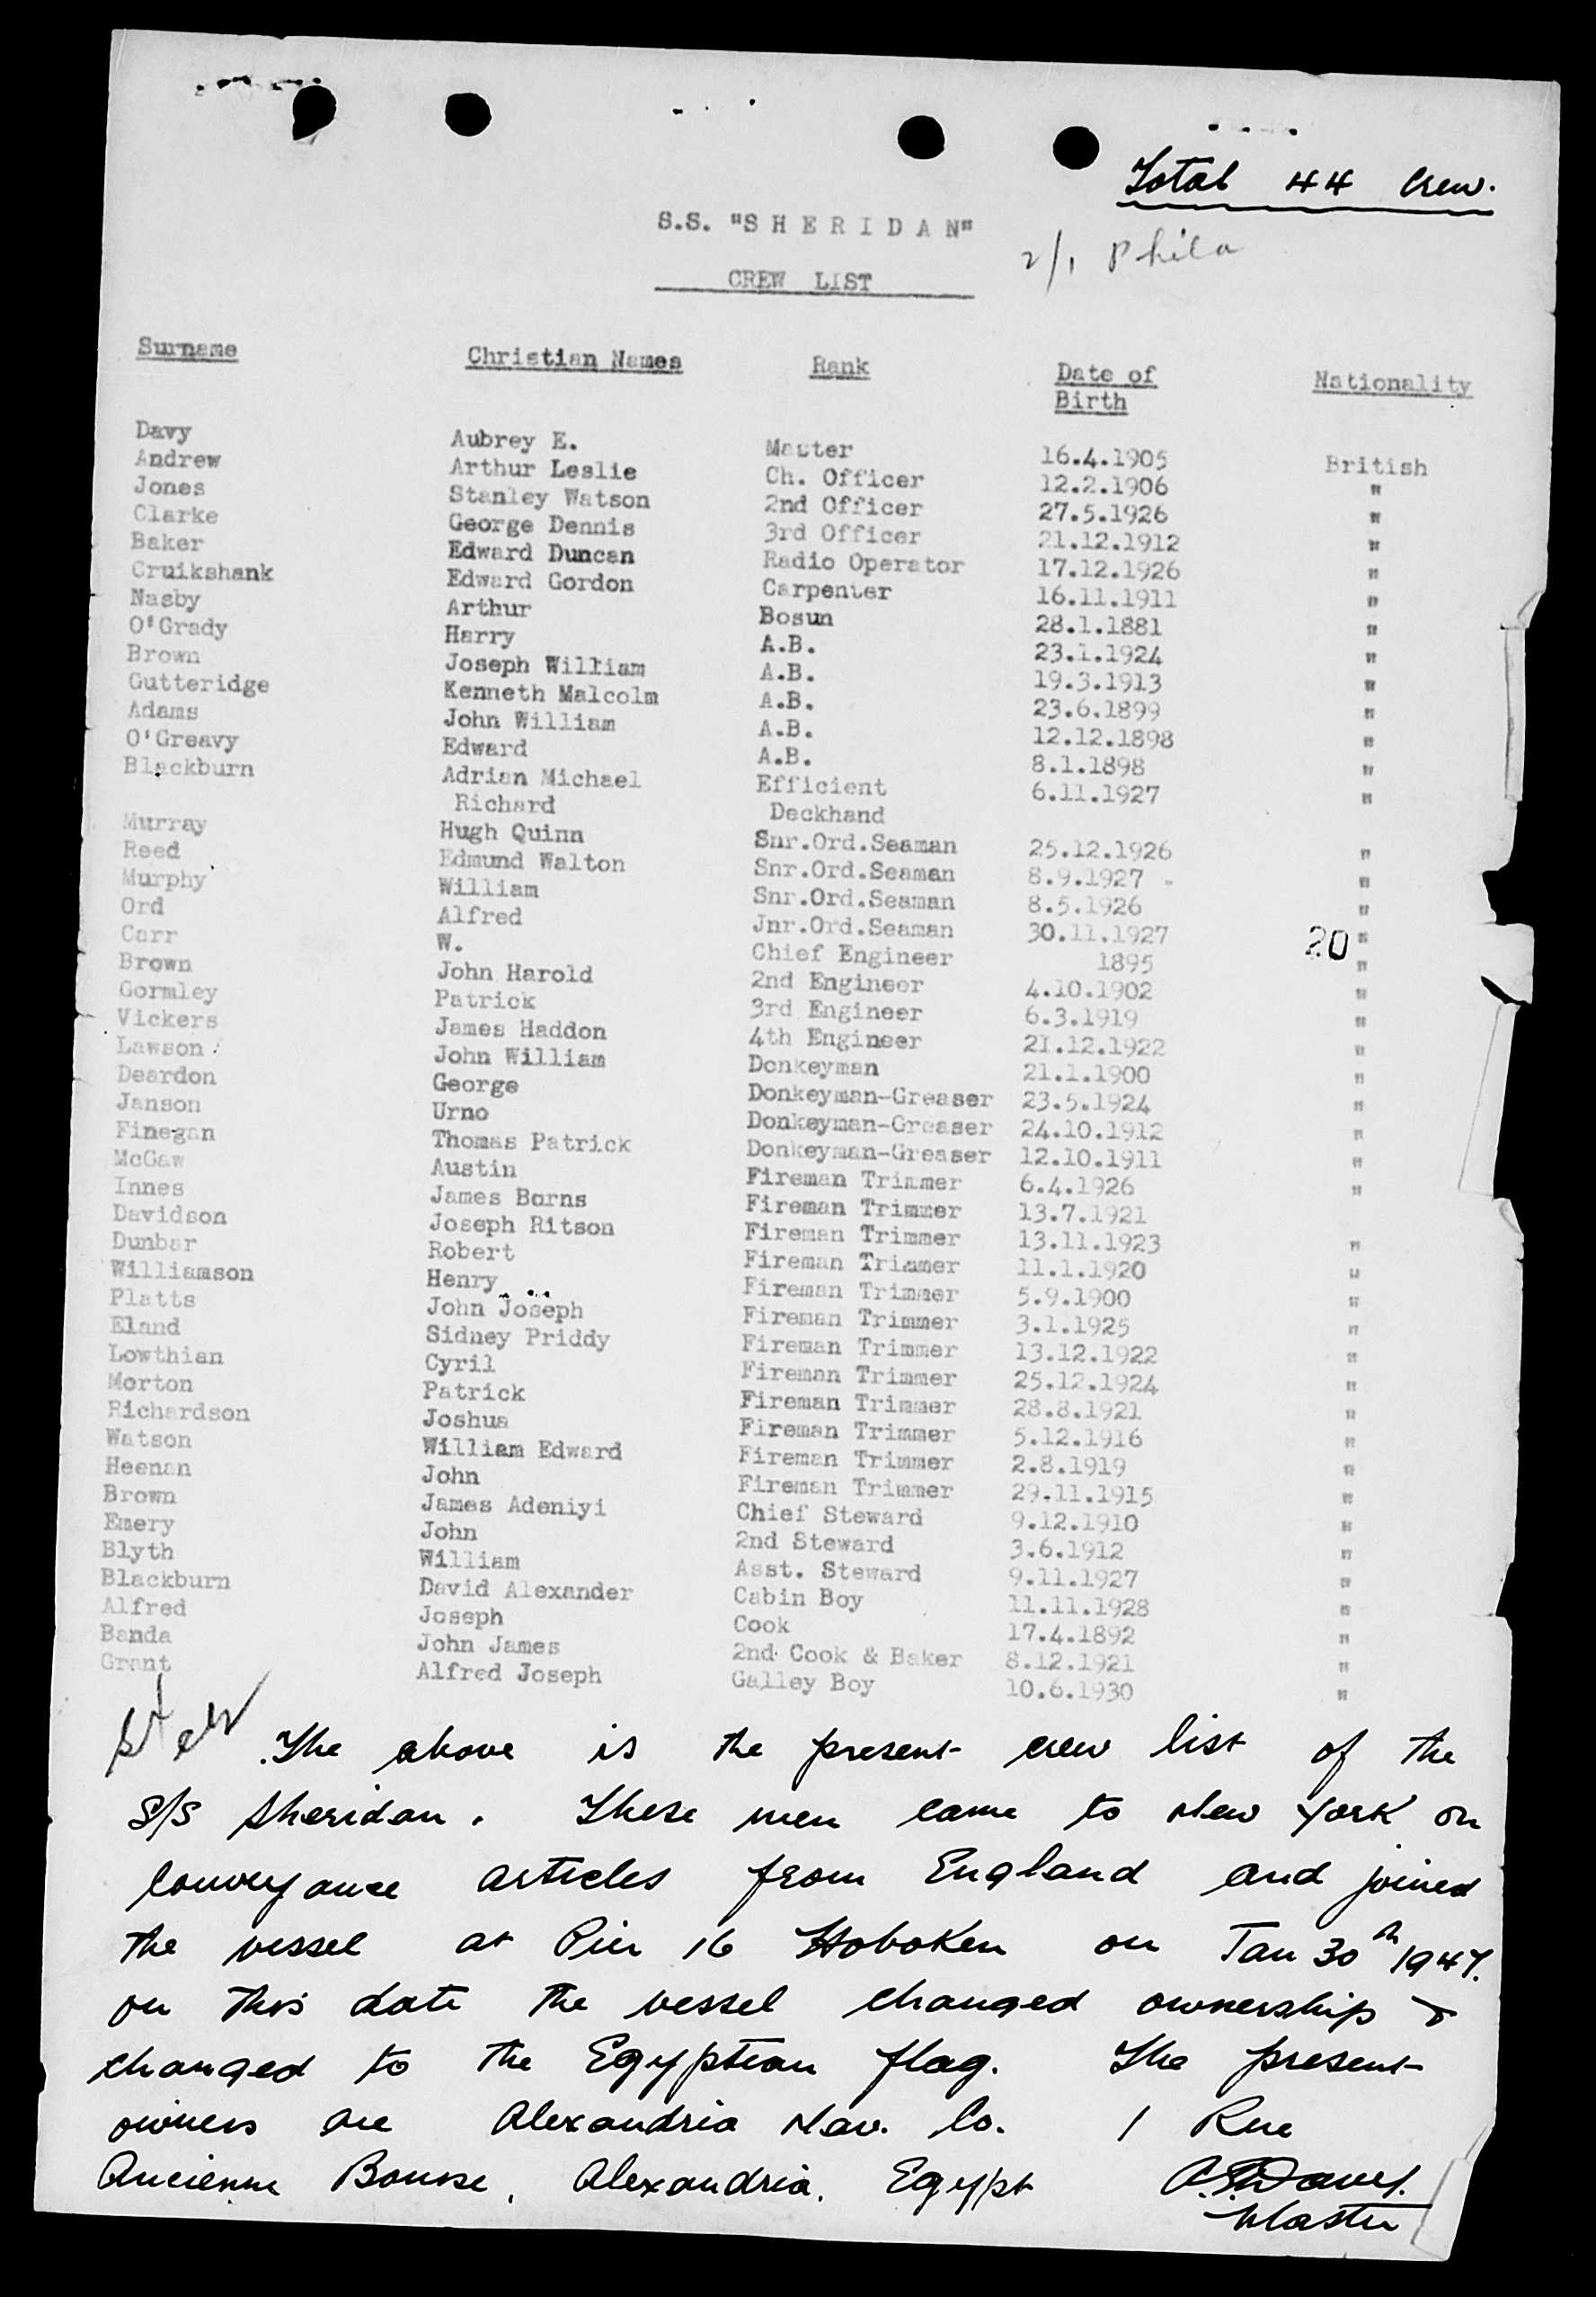 Total 44 Crew.
S.S. "S H E R I D A N"
2/1 Phila
CREW LIST
Surname Christian Names Rank Date of Birth Nationality
Davy Aubrey E. Master 16.4.1905 British
Andrew Arthur Leslie Ch. Officer 12.2.1906 "
Jones Stanley Watson 2nd Officer 27.5.1926 "
Clarke George Dennis 3rd Officer 21.12.1912 "
Baker Edward Duncan Radio Operator 17.12.1926 "
Cruikshank Edward Gordon Carpenter 16.11.1911 "
Nasby Arthur Bosun 28.1.1881 "
O'Grady Harry A.B. 23.1.1924 "
Brown Joseph William A.B. 19.3.1913 "
Gutteridge Kenneth Malcolm A.B. 23.6.1899 "
Adams John William A.B. 12.12.1898 "
O'Greavy Edward A.B. 8.1.1898 "
Blackburn Adrian Michael Efficient 6.11.1927 "
Richard Deckhand
Murray Hugh Quinn Snr.Ord.Seaman 25.12.1926 "
Reed Edmund Walton Snr.Ord.Seaman 8.9.1927 "
Murphy William Snr.Ord.Seaman 8.5.1926 "
Ord Alfred Jnr.Ord.Seaman 30.11.1927 20 "
Carr W. Chief Engineer 1895 "
Brown John Harold 2nd Engineer 4.10.1902 "
Gormley Patrick 3rd Engineer 6.3.1919 "
Vickers James Haddon 4th Engineer 21.12.1922 "
Lawson John William Donkeyman 21.1.1900 "
Deardon George Donkeyman-Greaser 23.5.1924 "
Janson Urno Donkeyman-Greaser 24.10.1912 "
Finegan Thomas Patrick Donkeyman-Greaser 12.10.1911 "
McGaw Austin Fireman Trimmer 6.4.1926 "
Innes James Borns Fireman Trimmer 13.7.1921
Davidson Joseph Ritson Fireman Trimmer 13.11.1923 "
Dunbar Robert Fireman Trimmer 11.1.1920 "
Williamson Henry Fireman Trimmer 5.9.1900 "
Platts John Joseph Fireman Trimmer 3.1.1925 "
Eland Sidney Priddy Fireman Trimmer 13.12.1922 "
Lowthian Cyril Fireman Trimmer 25.12.1924 "
Morton Patrick Fireman Trimmer 28.8.1921 "
Richardson Joshua Fireman Trimmer 5.12.1916 "
Watson William Edward Fireman Trimmer 2.8.1919 "
Heenan John Fireman Trimmer 29.11.1915 "
Brown James Adeniyi Chief Steward 9.12.1910 "
Emery John 2nd Steward 3.6.1912 "
Blyth William Asst. Steward 9.11.1927 "
Blackburn David Alexander Cabin Boy 11.11.1928 "
Alfred Joseph Cook 17.4.1892 "
Banda John James 2nd Cook & Baker 8.12.1921 "
Grant Alfred Joseph Galley Boy 10.6.1930 "
The above is the present crew list of the
S/S Sheridan. These men came to New York on
conveyance articles from England and joined
the vessel at Pier 16 Hoboken on Jan 30th 1947.
on this date the vessel changed ownership &
changed to the Egyptian flag. The present
owners are Alexandria Nav. Co. 1 Rue
Ancienne Bourse, Alexandria. Egypt
Master